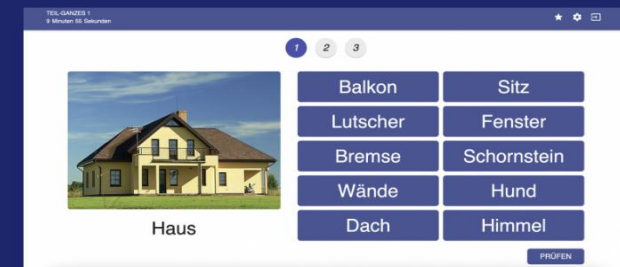 TEIL-GANZES 1
9 Minuten 50 Sekunden
1 2 3
Balkon Sitz
Lutscher Fenster
Bremse Schornstein
Wände Hund
Dach Himmel
Haus
PRÜFEN